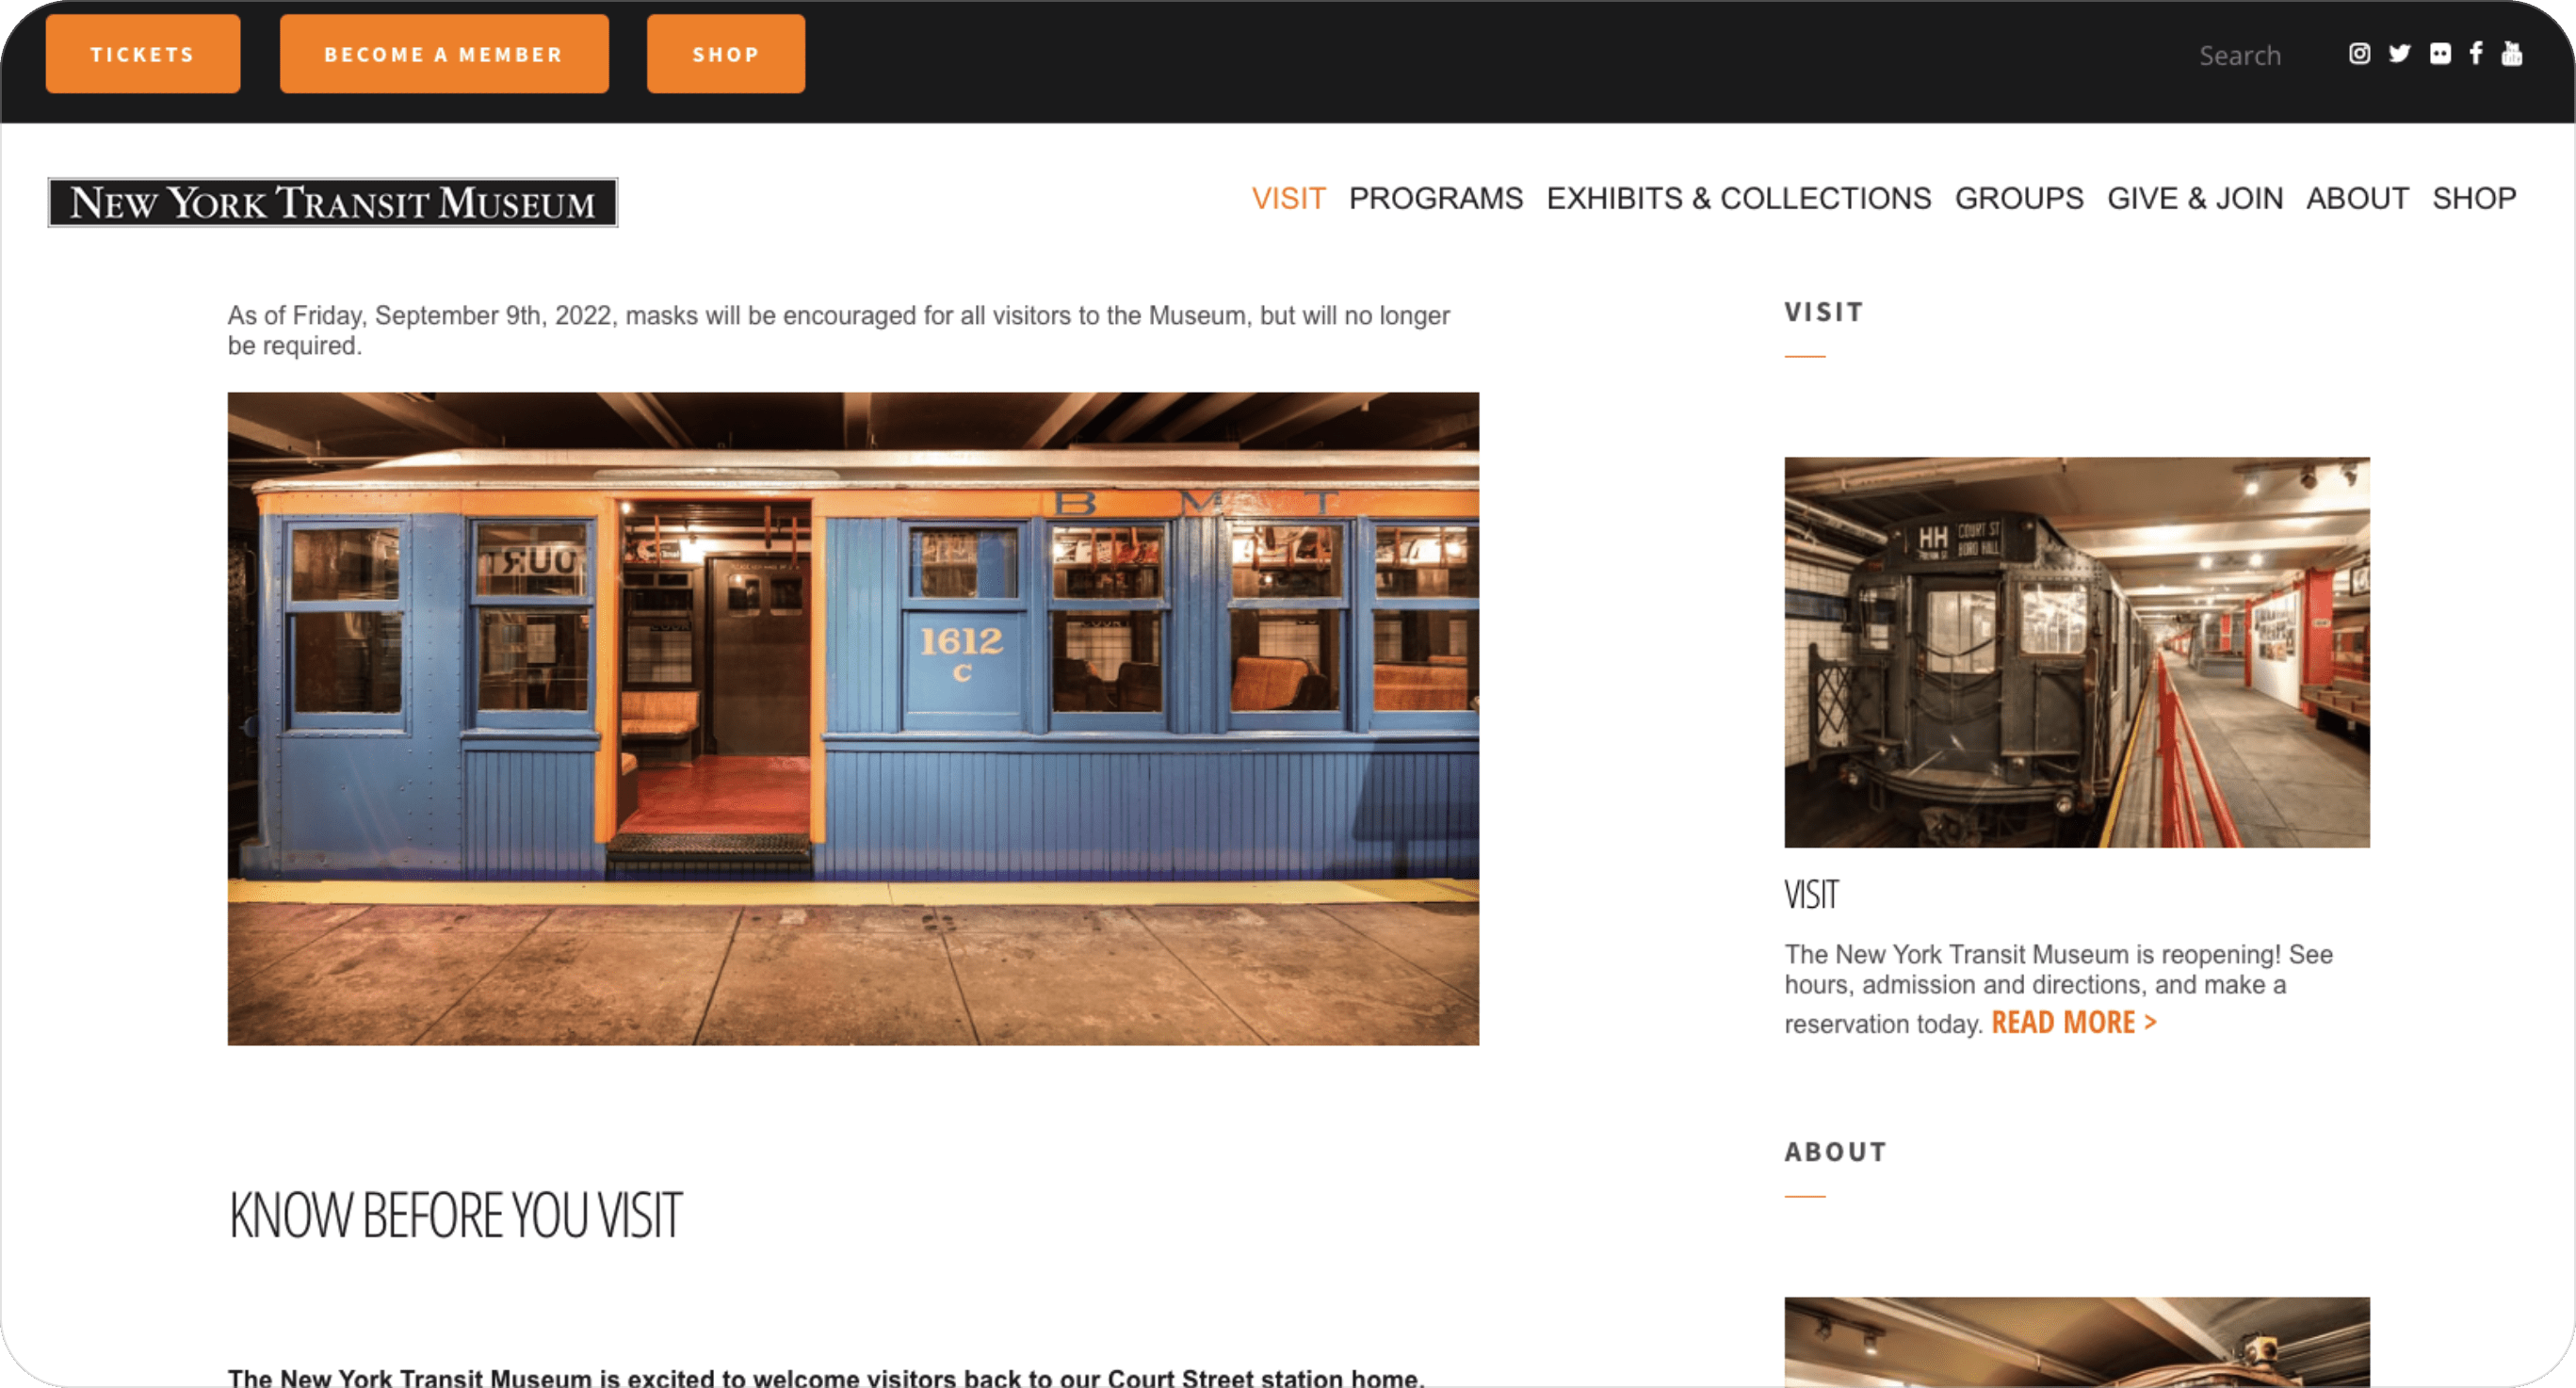 TICKETS
BECOME A MEMBER
SHOP
Search
NEW YORK TRANSIT MUSEUM
VISIT PROGRAMS EXHIBITS & COLLECTIONS GROUPS GIVE & JOIN ABOUT SHOP
As of Friday, September 9th, 2022, masks will be encouraged for all visitors to the Museum, but will no longer
be required.
B M T
1612
C
KNOW BEFORE YOU VISIT
The New York Transit Museum is excited to welcome visitors back to our Court Street station home.
VISIT
HH COURT ST
BORO HALL
VISIT
The New York Transit Museum is reopening! See
hours, admission and directions, and make a
reservation today. READ MORE >
ABOUT